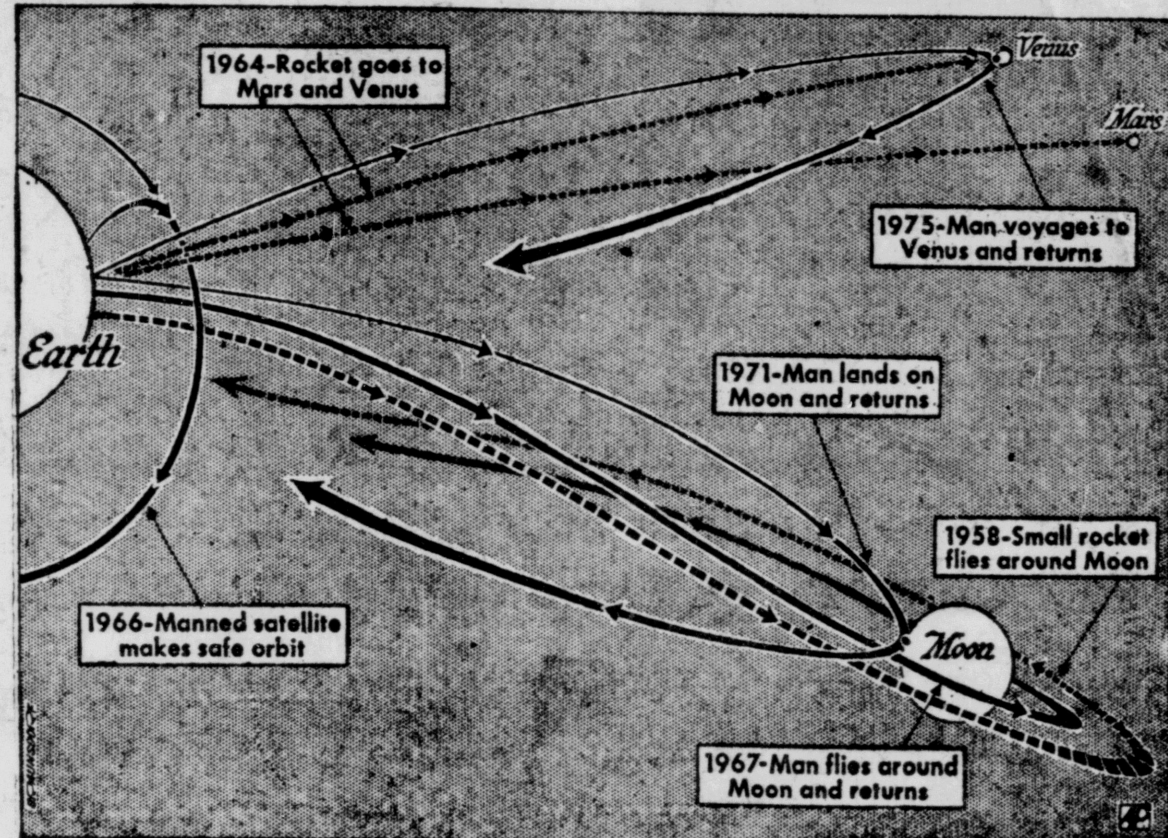 1964-Rocket goes to
Mars and Venus
Venus
Mars
1975-Man voyages to
Venus and returns
Earth
1971-Man lands on
Moon and returns
1958-Small rocket
flies around Moon
1966-Manned satellite
makes safe orbit
Moon
1967-Man flies around
Moon and returns